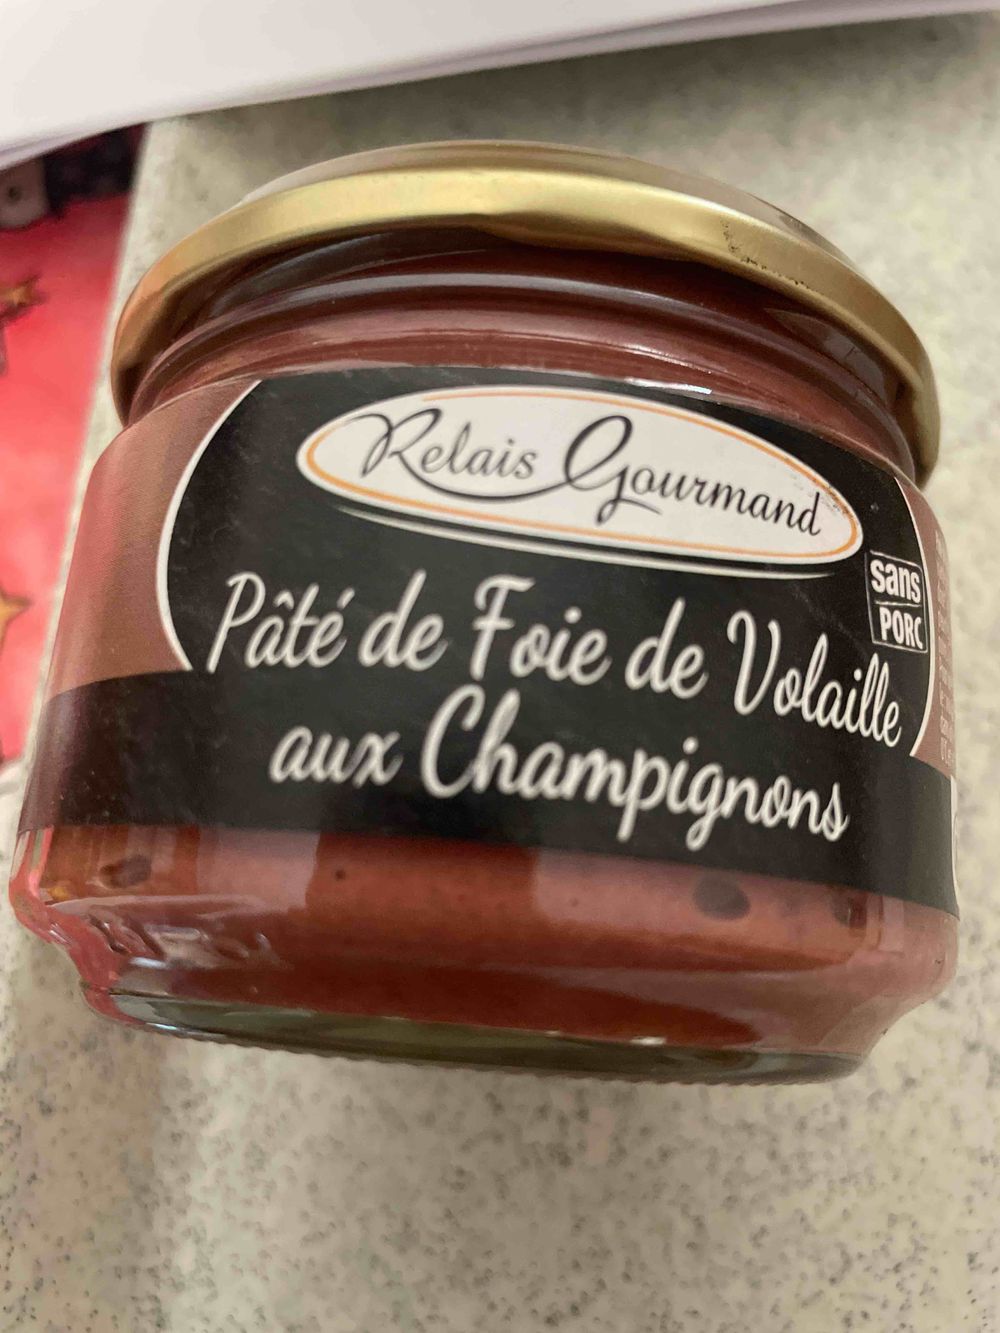 Relais Gourmand
sans
PORC
Pâté de Foie de Volaille
aux Champignons